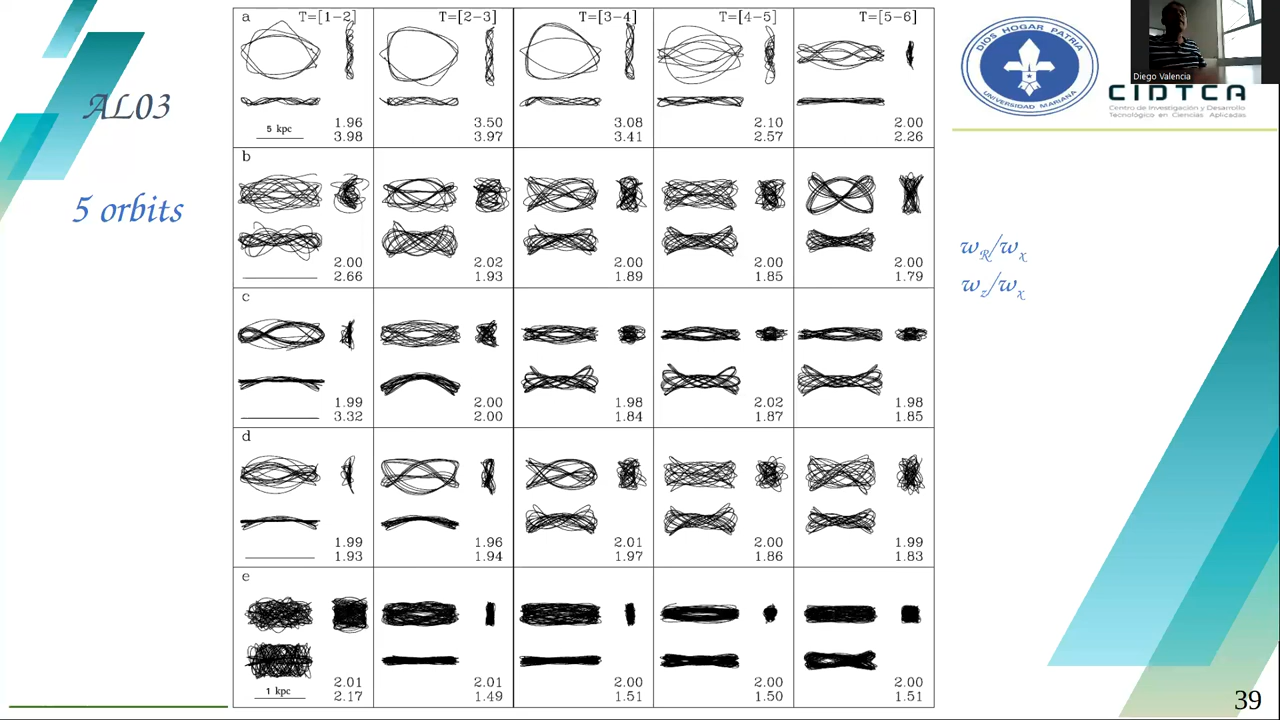 AL03
5 orbits
a T=[1-2] T=[2-3] T=[3-4] T=[4-5] T=[5-6]
5 kpc
1.96 3.50 3.08 2.10 2.00
3.98 3.97 3.41 2.57 2.26
b
2.00 2.02 2.00 2.00 2.00
2.66 1.93 1.89 1.85 1.79
c
1.99 2.00 1.98 2.02 1.98
3.32 2.00 1.84 1.87 1.85
d
1.99 1.96 2.01 2.00 1.99
1.93 1.94 1.97 1.86 1.83
e
1 kpc
2.01 2.01 2.00 2.00 2.00
2.17 1.49 1.51 1.50 1.51
DIOS HOGAR PATRIA
UNIVERSIDAD MARIANA
Diego Valencia
CIDTCA
Centro de Investigación y Desarrollo
Tecnológico en Ciencias Aplicadas
wR/wx
wz/wx
39